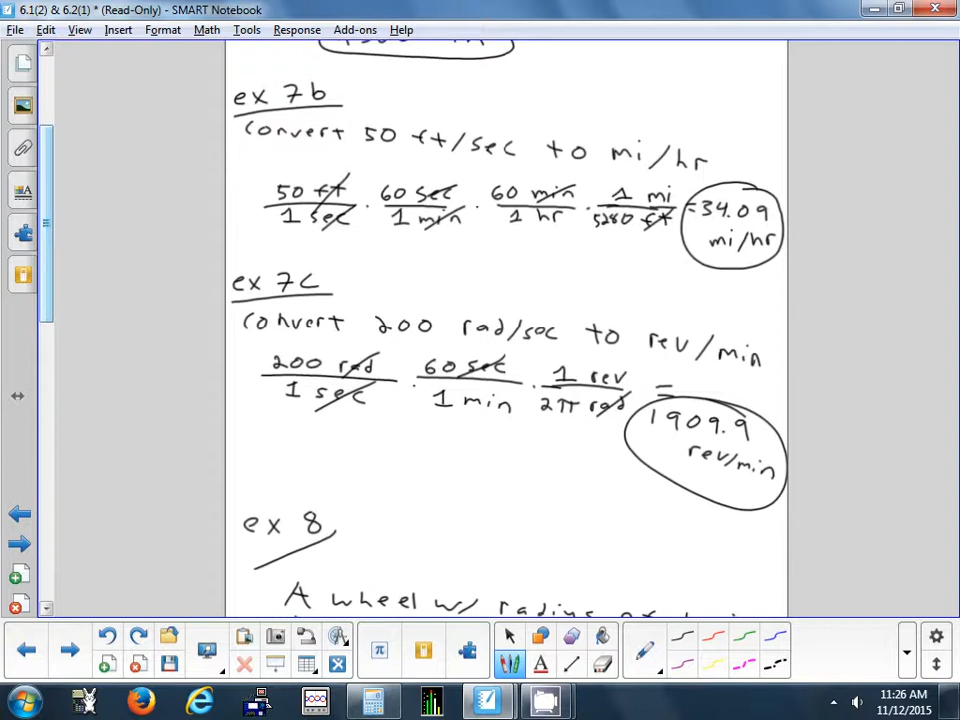 6.1(2) & 6.2(1) * (Read-Only) - SMART Notebook
File Edit View Insert Format Math Tools Response Add-ons Help
ex 7b
Convert 50 ft/sec to mi/hr
50 ft / 1 sec · 60 sec / 1 min · 60 min / 1 hr · 1 mi / 5280 ft = 34.09
mi/hr
ex 7c
Convert 200 rad/sec to rev/min
200 rad / 1 sec · 60 sec / 1 min · 1 rev / 2π rad =
1909.9
rev/min
ex 8
A wheel w/ radius
π
A
11:26 AM
11/12/2015